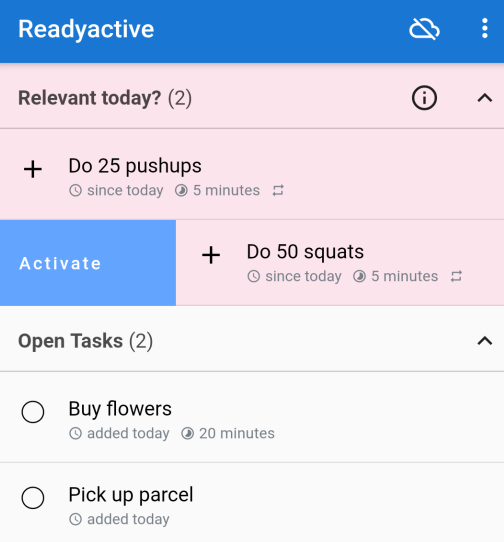 Readyactive
Relevant today? (2)
Do 25 pushups
since today 5 minutes
Activate
Do 50 squats
since today 5 minutes
Open Tasks (2)
Buy flowers
added today 20 minutes
Pick up parcel
added today